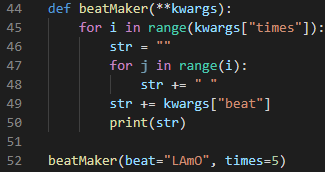 44 def beatMaker(**kwargs):
45     for i in range(kwargs["times"]):
46         str = ""
47         for j in range(i):
48             str += " "
49         str += kwargs["beat"]
50         print(str)
51
52 beatMaker(beat="LAmO", times=5)